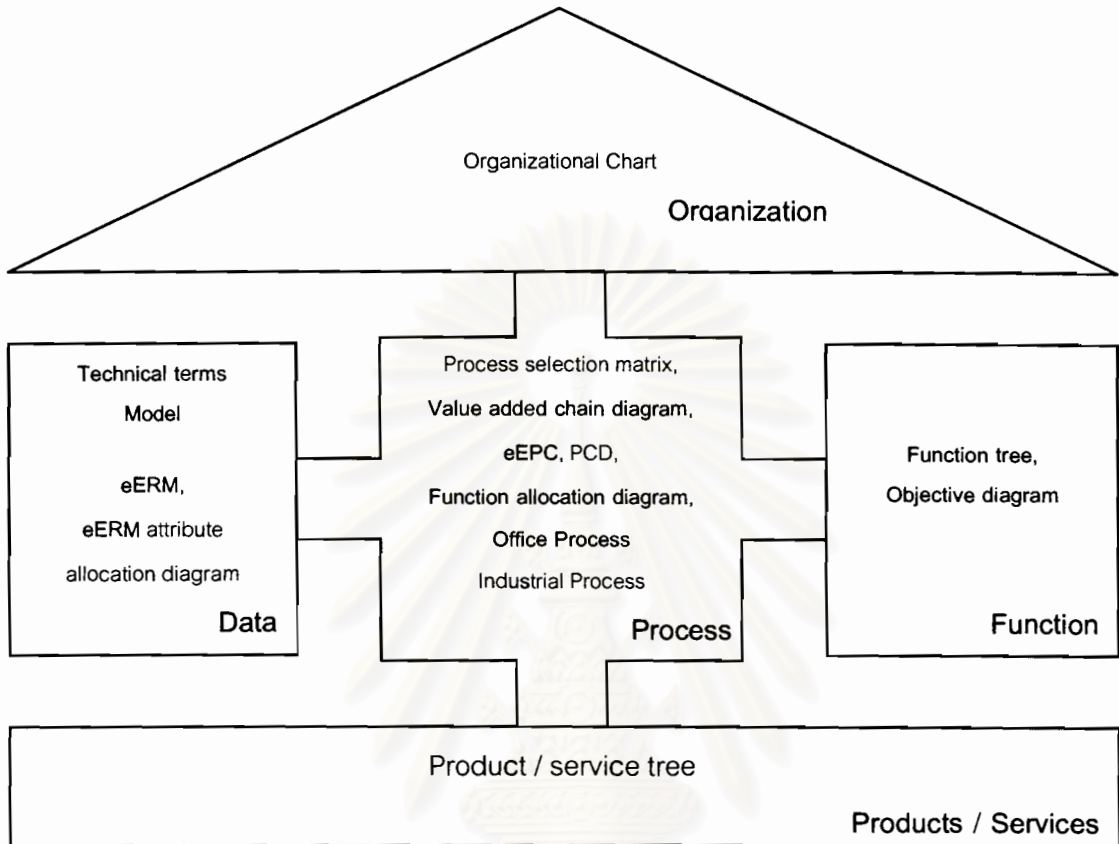 Organizational Chart
Organization
Technical terms
Model
eERM,
eERM attribute
allocation diagram
Data
Process selection matrix,
Value added chain diagram,
eEPC, PCD,
Function allocation diagram,
Office Process
Industrial Process
Process
Function tree,
Objective diagram
Function
Product / service tree
Products / Services